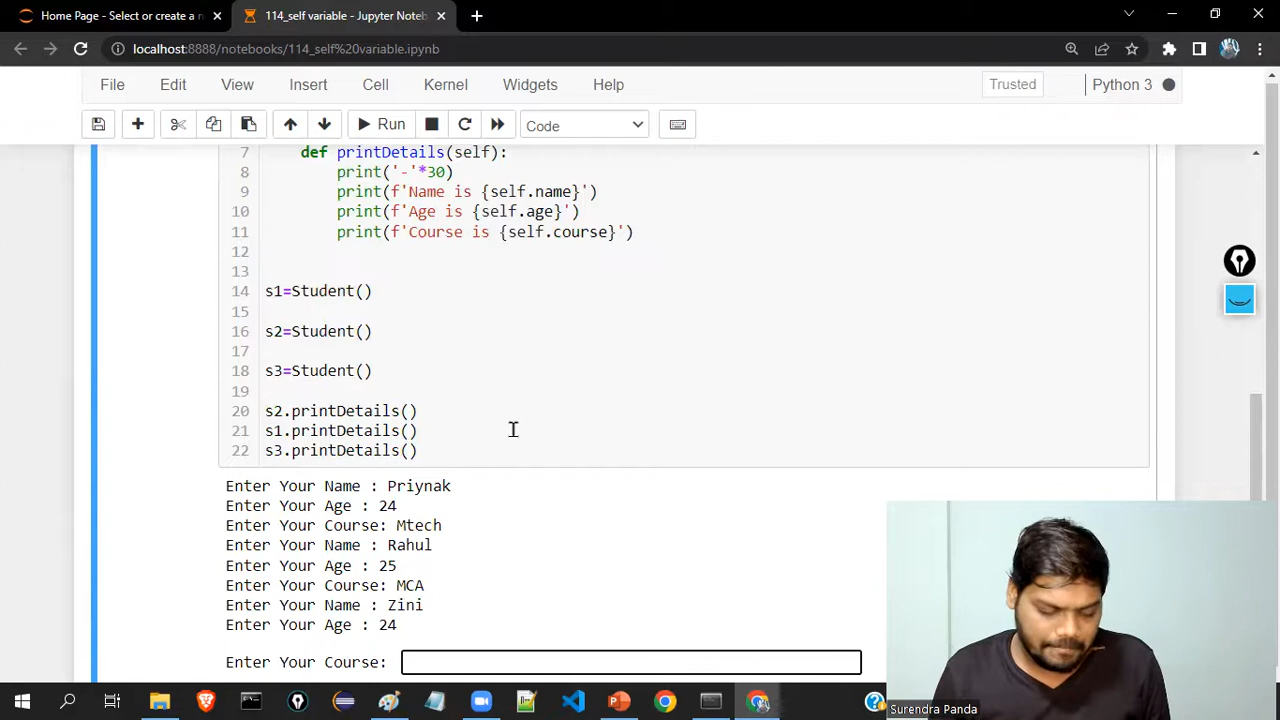 Home Page - Select or create a n
114_self variable - Jupyter Noteb
localhost:8888/notebooks/114_self%20variable.ipynb
File Edit View Insert Cell Kernel Widgets Help Trusted Python 3
Run Code
7 def printDetails(self):
8 print('-'*30)
9 print(f'Name is {self.name}')
10 print(f'Age is {self.age}')
11 print(f'Course is {self.course}')
12
13
14 s1=Student()
15
16 s2=Student()
17
18 s3=Student()
19
20 s2.printDetails()
21 s1.printDetails()
22 s3.printDetails()
Enter Your Name : Priynak
Enter Your Age : 24
Enter Your Course: Mtech
Enter Your Name : Rahul
Enter Your Age : 25
Enter Your Course: MCA
Enter Your Name : Zini
Enter Your Age : 24
Enter Your Course:
Surendra Panda